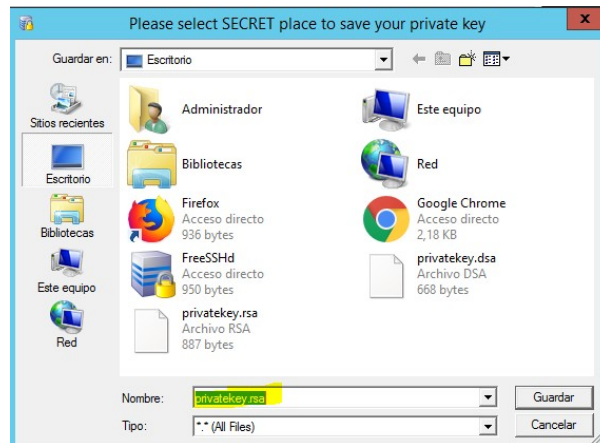 Please select SECRET place to save your private key
x
Guardar en:
Escritorio
Sitios recientes
Escritorio
Bibliotecas
Este equipo
Red
Administrador
Este equipo
Bibliotecas
Red
Firefox
Acceso directo
936 bytes
Google Chrome
Acceso directo
2,18 KB
FreeSSHd
Acceso directo
950 bytes
privatekey.dsa
Archivo DSA
668 bytes
privatekey.rsa
Archivo RSA
887 bytes
Nombre:
privatekey.rsa
Guardar
Tipo:
*.* (All Files)
Cancelar